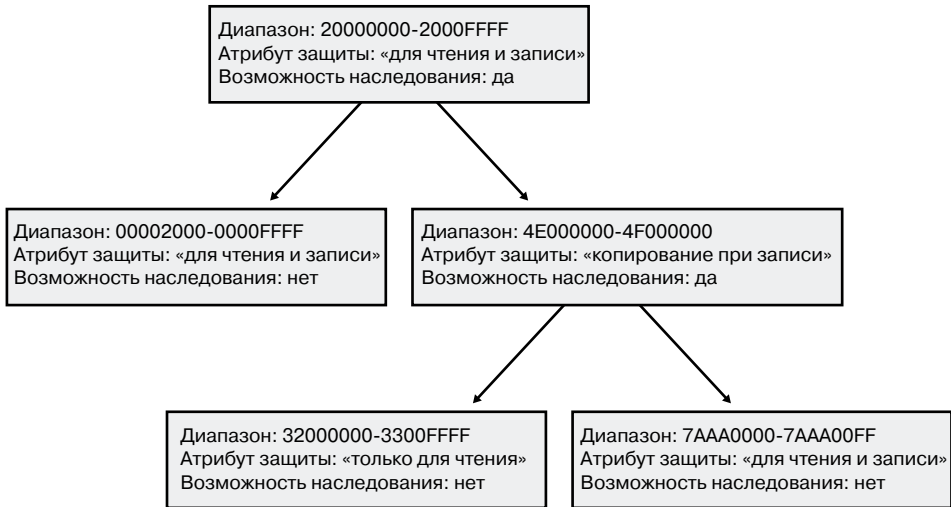 Диапазон: 20000000-2000FFFF
Атрибут защиты: «для чтения и записи»
Возможность наследования: да
Диапазон: 00002000-0000FFFF
Атрибут защиты: «для чтения и записи»
Возможность наследования: нет
Диапазон: 4E000000-4F000000
Атрибут защиты: «копирование при записи»
Возможность наследования: да
Диапазон: 32000000-3300FFFF
Атрибут защиты: «только для чтения»
Возможность наследования: нет
Диапазон: 7AAA0000-7AAA00FF
Атрибут защиты: «для чтения и записи»
Возможность наследования: нет